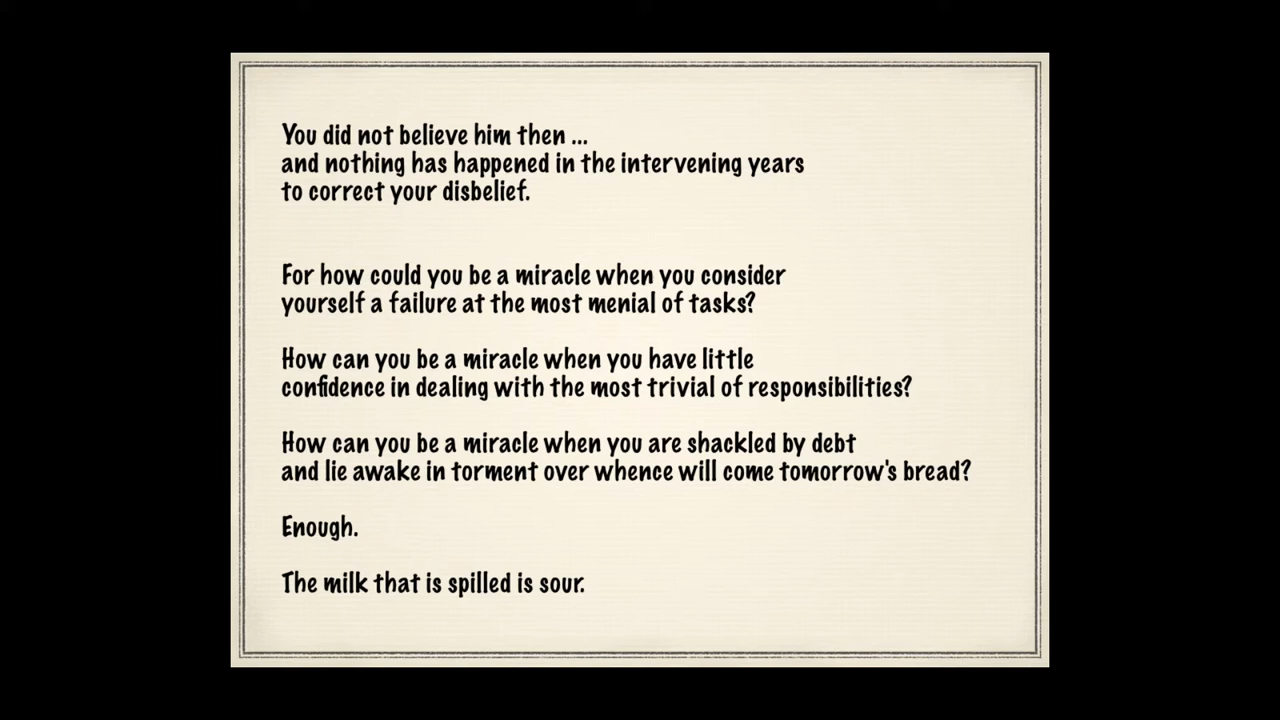 You did not believe him then ...
and nothing has happened in the intervening years
to correct your disbelief.
For how could you be a miracle when you consider
yourself a failure at the most menial of tasks?
How can you be a miracle when you have little
confidence in dealing with the most trivial of responsibilities?
How can you be a miracle when you are shackled by debt
and lie awake in torment over whence will come tomorrow's bread?
Enough.
The milk that is spilled is sour.